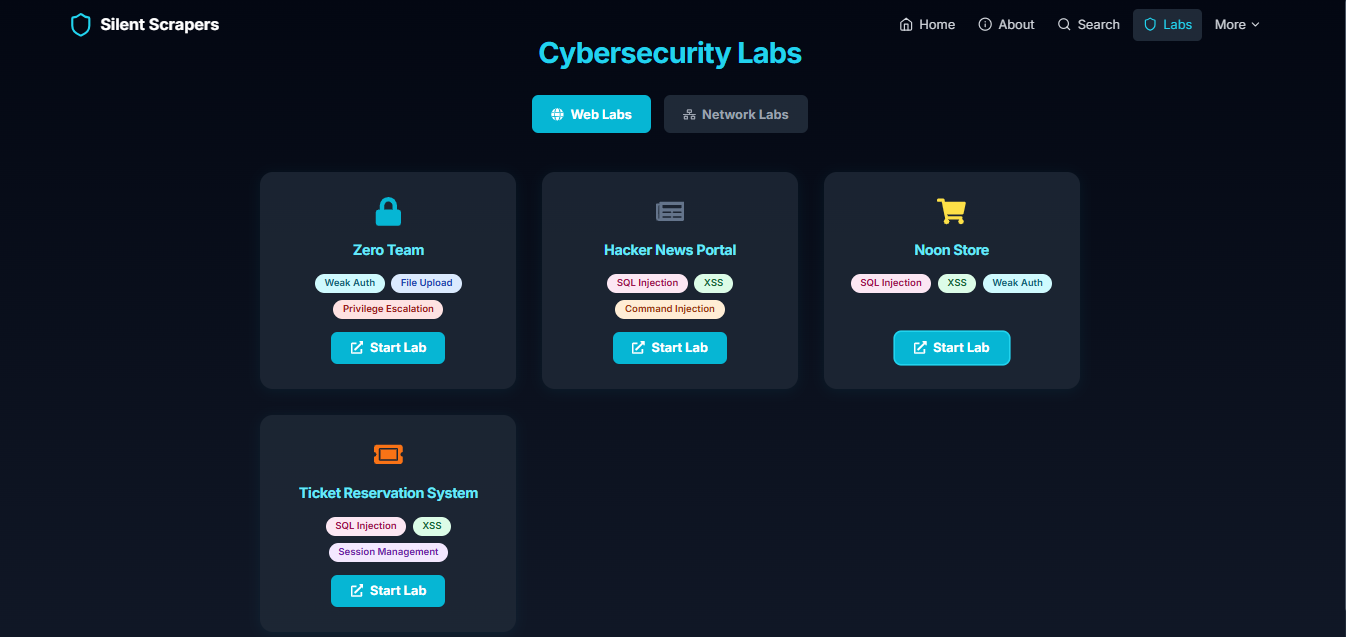 Silent Scrapers
Home About Search Labs More
Cybersecurity Labs
Web Labs Network Labs
Zero Team
Weak Auth File Upload
Privilege Escalation
Start Lab
Hacker News Portal
SQL Injection XSS
Command Injection
Start Lab
Noon Store
SQL Injection XSS Weak Auth
Start Lab
Ticket Reservation System
SQL Injection XSS
Session Management
Start Lab